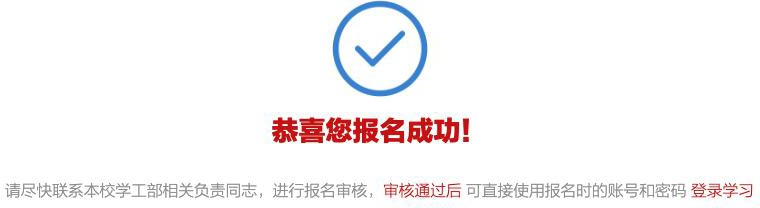 恭喜您报名成功！
请尽快联系本校学工部相关负责同志，进行报名审核，审核通过后 可直接使用报名时的账号和密码 登录学习